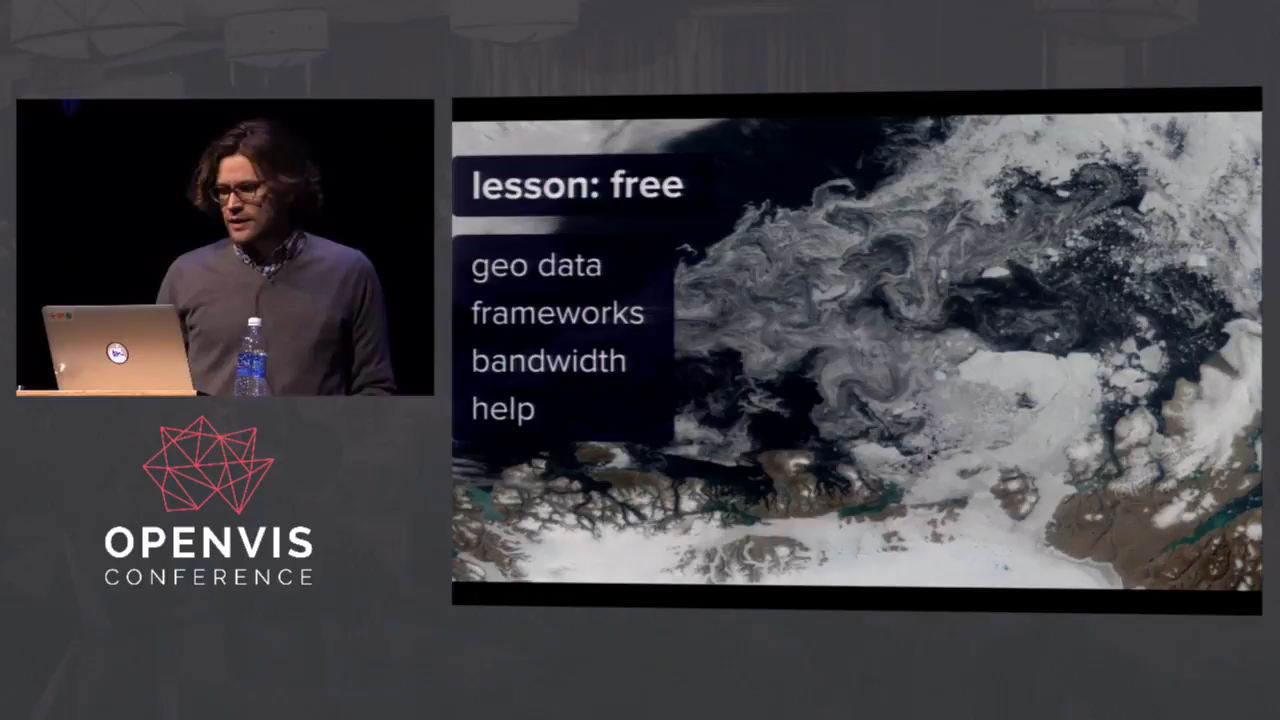 lesson: free
geo data
frameworks
bandwidth
help
OPENVIS
CONFERENCE